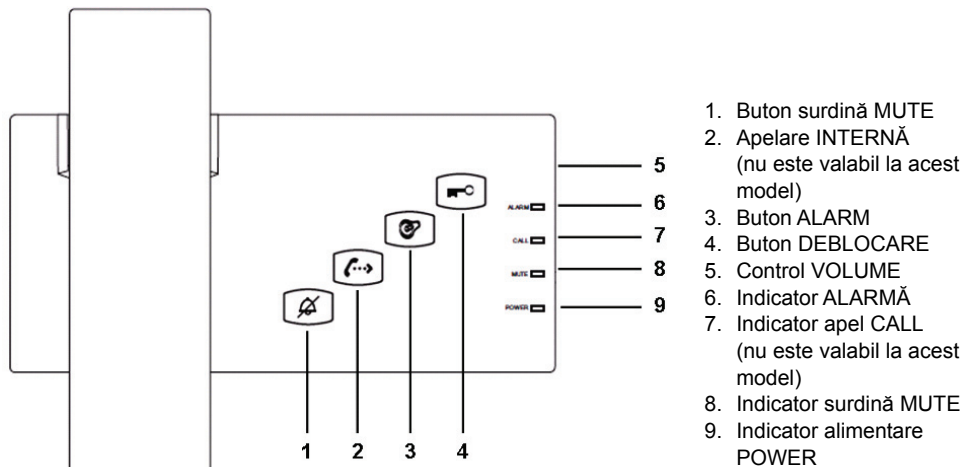 5
6
7
8
9
ALARM
CALL
MUTE
POWER
1
2
3
4
1. Buton surdină MUTE
2. Apelare INTERNĂ
(nu este valabil la acest
model)
3. Buton ALARM
4. Buton DEBLOCARE
5. Control VOLUME
6. Indicator ALARMĂ
7. Indicator apel CALL
(nu este valabil la acest
model)
8. Indicator surdină MUTE
9. Indicator alimentare
POWER